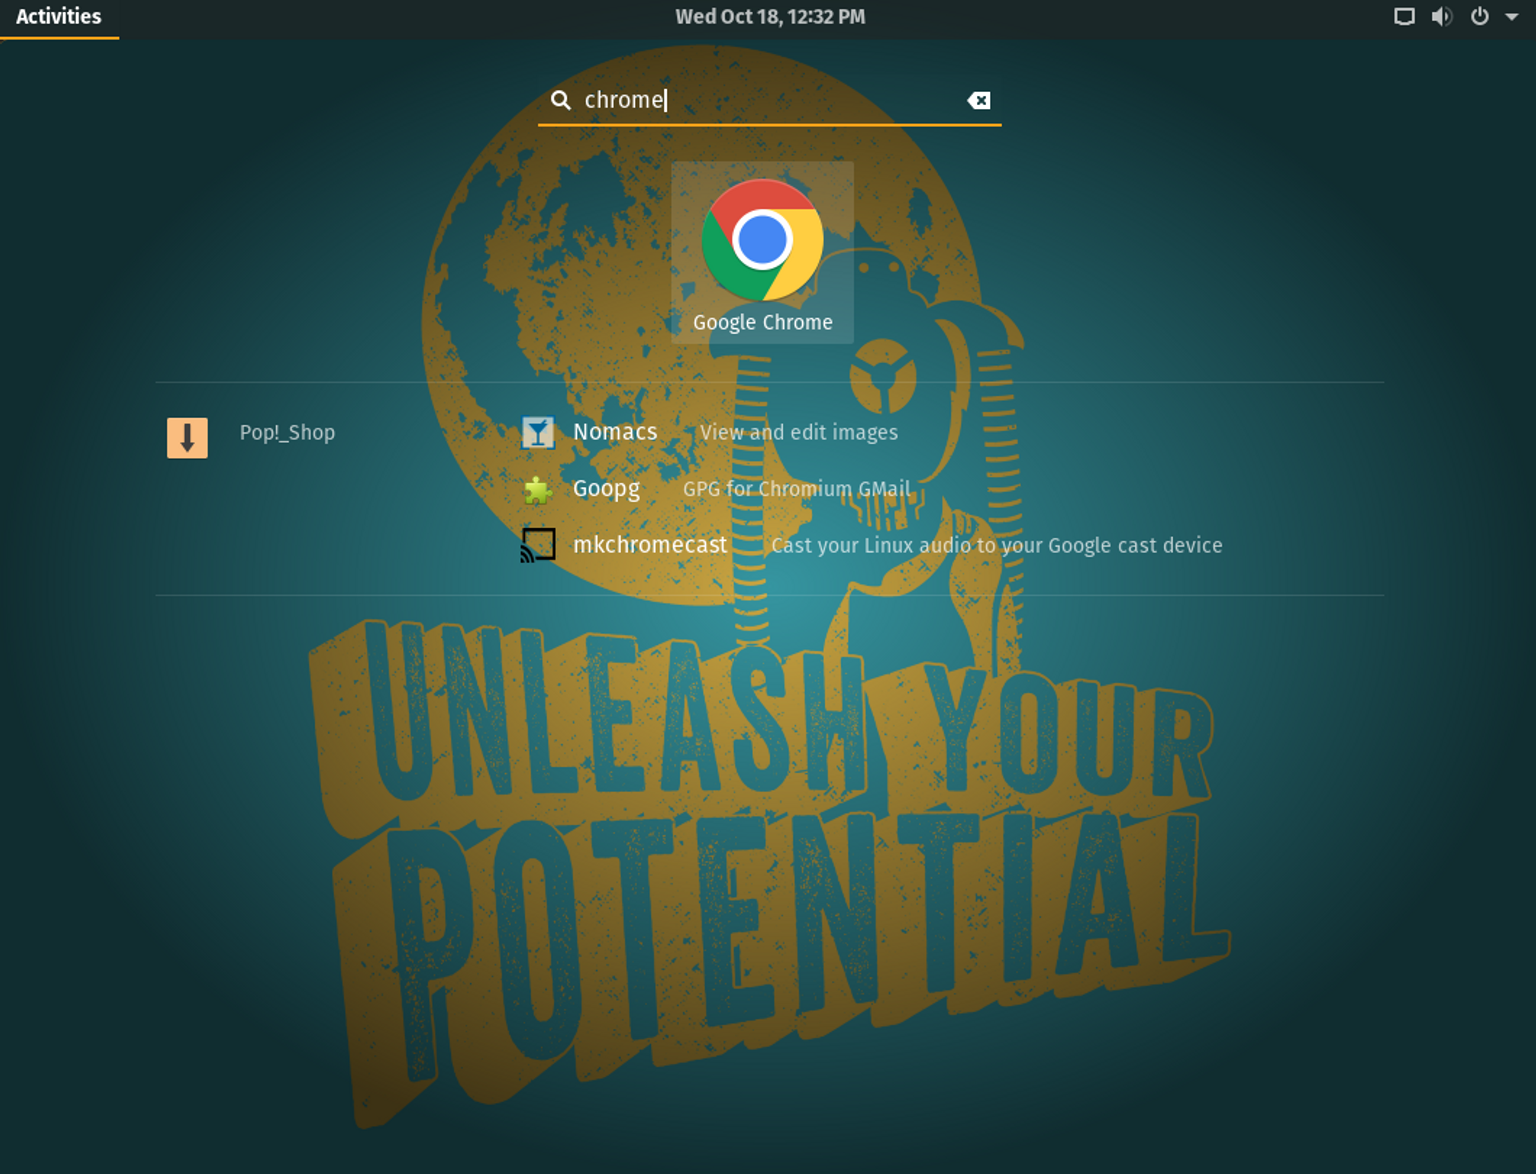 Activities
Wed Oct 18, 12:32 PM
chrome
Google Chrome
Pop!_Shop
Nomacs View and edit images
Goopg GPG for Chromium GMail
mkchromecast Cast your Linux audio to your Google cast device
UNLEASH YOUR
POTENTIAL